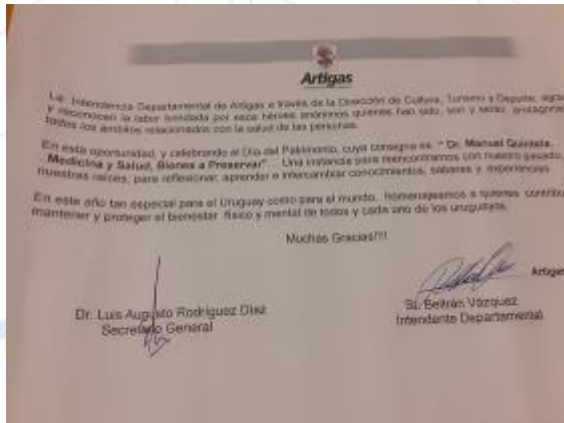 Artigas
La Intendencia Departamental de Artigas a través de la Dirección de Cultura, Turismo y Deporte,
y reconocen la labor brindada por esos héroes anónimos quienes han sido, son y serán,
todos los ámbitos relacionados con la salud de las personas.
En esta oportunidad, y celebrando el Día del Patrimonio, cuya consigna es "Dr. Manuel Quintela.
Medicina y Salud, Bienes a Preservar". Una instancia para reencontrarnos con nuestro pasado,
nuestras raíces, para reflexionar, aprender e intercambiar conocimientos, saberes y experiencias.
En este año tan especial para el Uruguay como para el mundo, homenajeamos a quienes
mantener y proteger el bienestar físico y mental de todos y cada uno de los uruguayos.
Muchas Gracias!!!!
Artigas
Dr. Luis Augusto Rodríguez Díaz
Secretario General
Beltrán Vázquez
Intendente Departamental